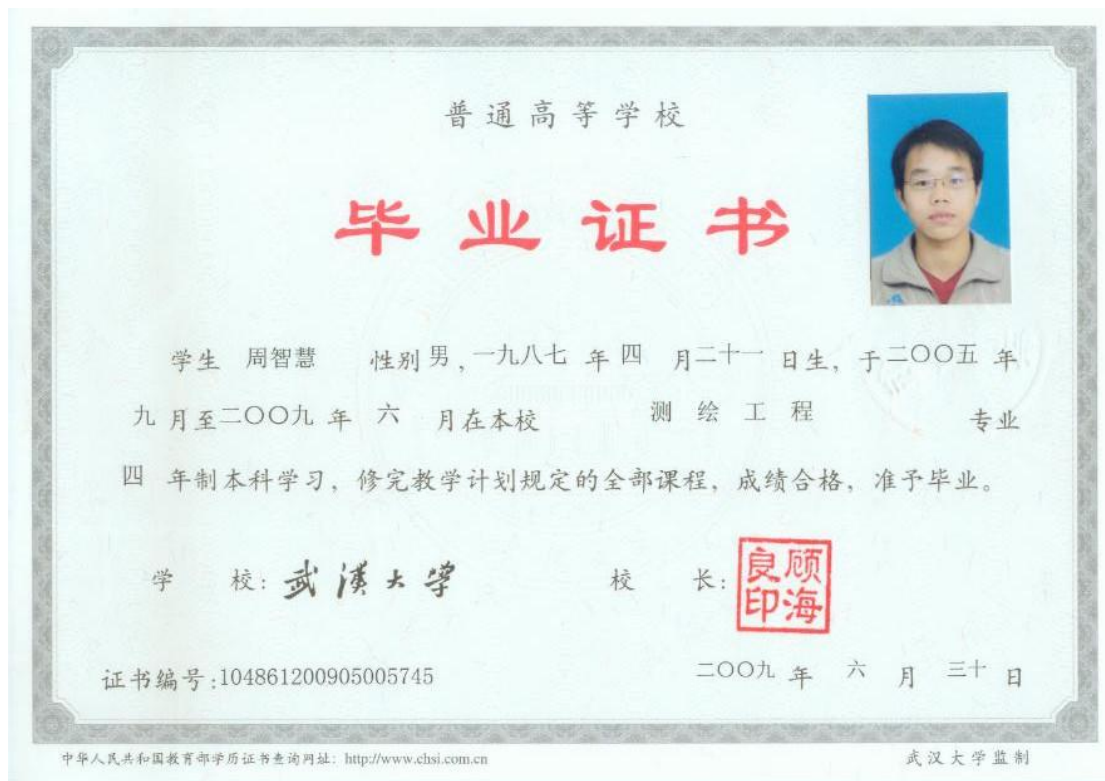 普通高等学校
毕业证书
学生 周智慧 性别 男，一九八七 年 四 月二十一 日生，于二〇〇五 年
九 月至二〇〇九 年 六 月在本校 测绘工程 专业
四 年制本科学习，修完教学计划规定的全部课程，成绩合格，准予毕业。
学 校：武漢大學 校 长：顾海良印
证书编号：104861200905005745 二〇〇九 年 六 月 三十 日
中华人民共和国教育部学历证书查询网址：http://www.chsi.com.cn 武汉大学监制